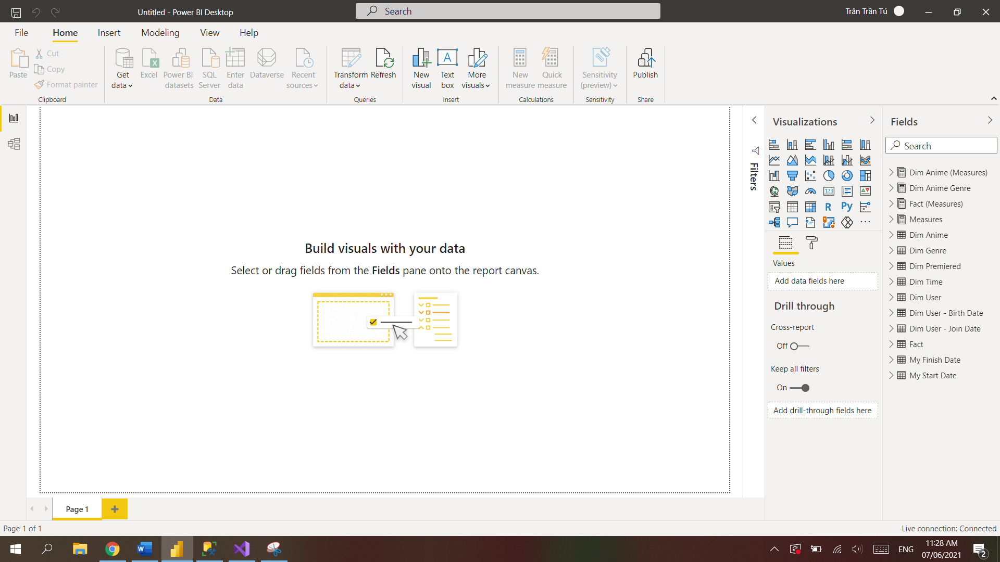 Untitled - Power BI Desktop
Search
Trân Trần Tú
File Home Insert Modeling View Help
Paste
Cut
Copy
Format painter
Clipboard
Get data
Excel
Power BI datasets
SQL Server
Enter data
Dataverse
Recent sources
Data
Transform data
Refresh
Queries
New visual
Text box
More visuals
Insert
New measure
Quick measure
Calculations
Sensitivity (preview)
Sensitivity
Publish
Share
Build visuals with your data
Select or drag fields from the Fields pane onto the report canvas.
Filters
Visualizations
123
R
Py
Values
Add data fields here
Drill through
Cross-report
Off
Keep all filters
On
Add drill-through fields here
Fields
Search
Dim Anime (Measures)
Dim Anime Genre
Fact (Measures)
Measures
Dim Anime
Dim Genre
Dim Premiered
Dim Time
Dim User
Dim User - Birth Date
Dim User - Join Date
Fact
My Finish Date
My Start Date
Page 1
Page 1 of 1
Live connection: Connected
ENG
11:28 AM
07/06/2021
2